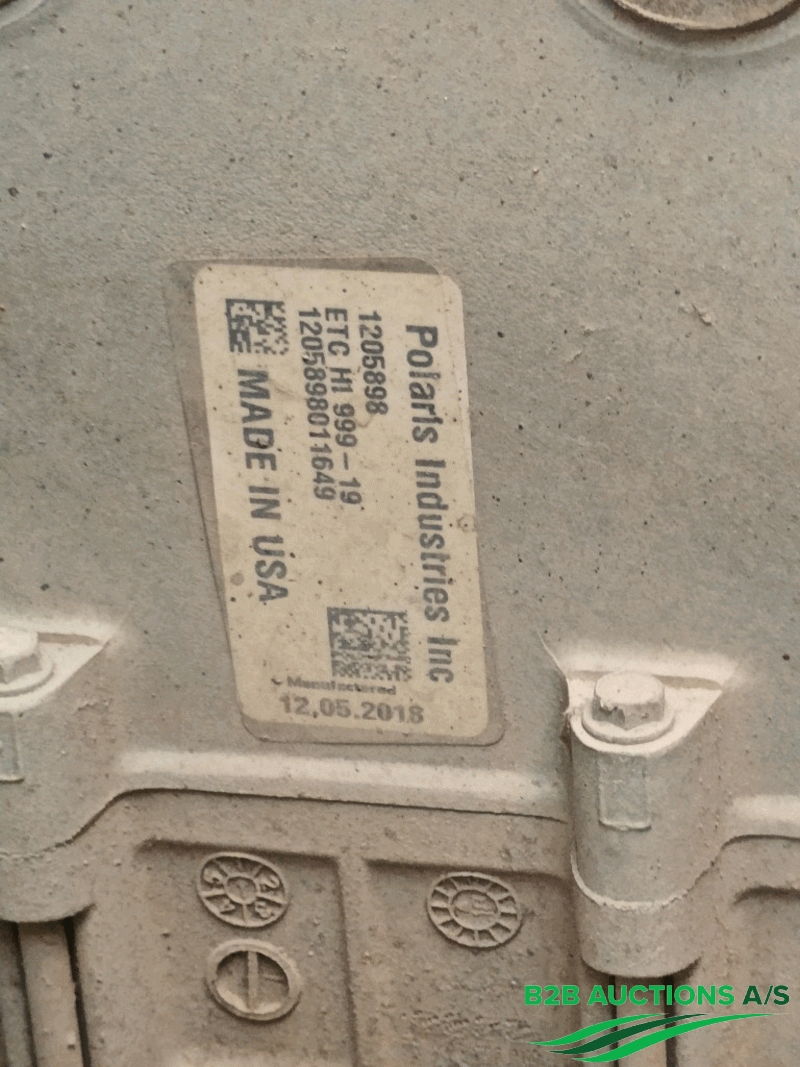 Polaris Industries Inc
1205898
ETC H1 999-19
1205898011649
MADE IN USA
Manufactured
12.05.2018
B2B AUCTIONS A/S